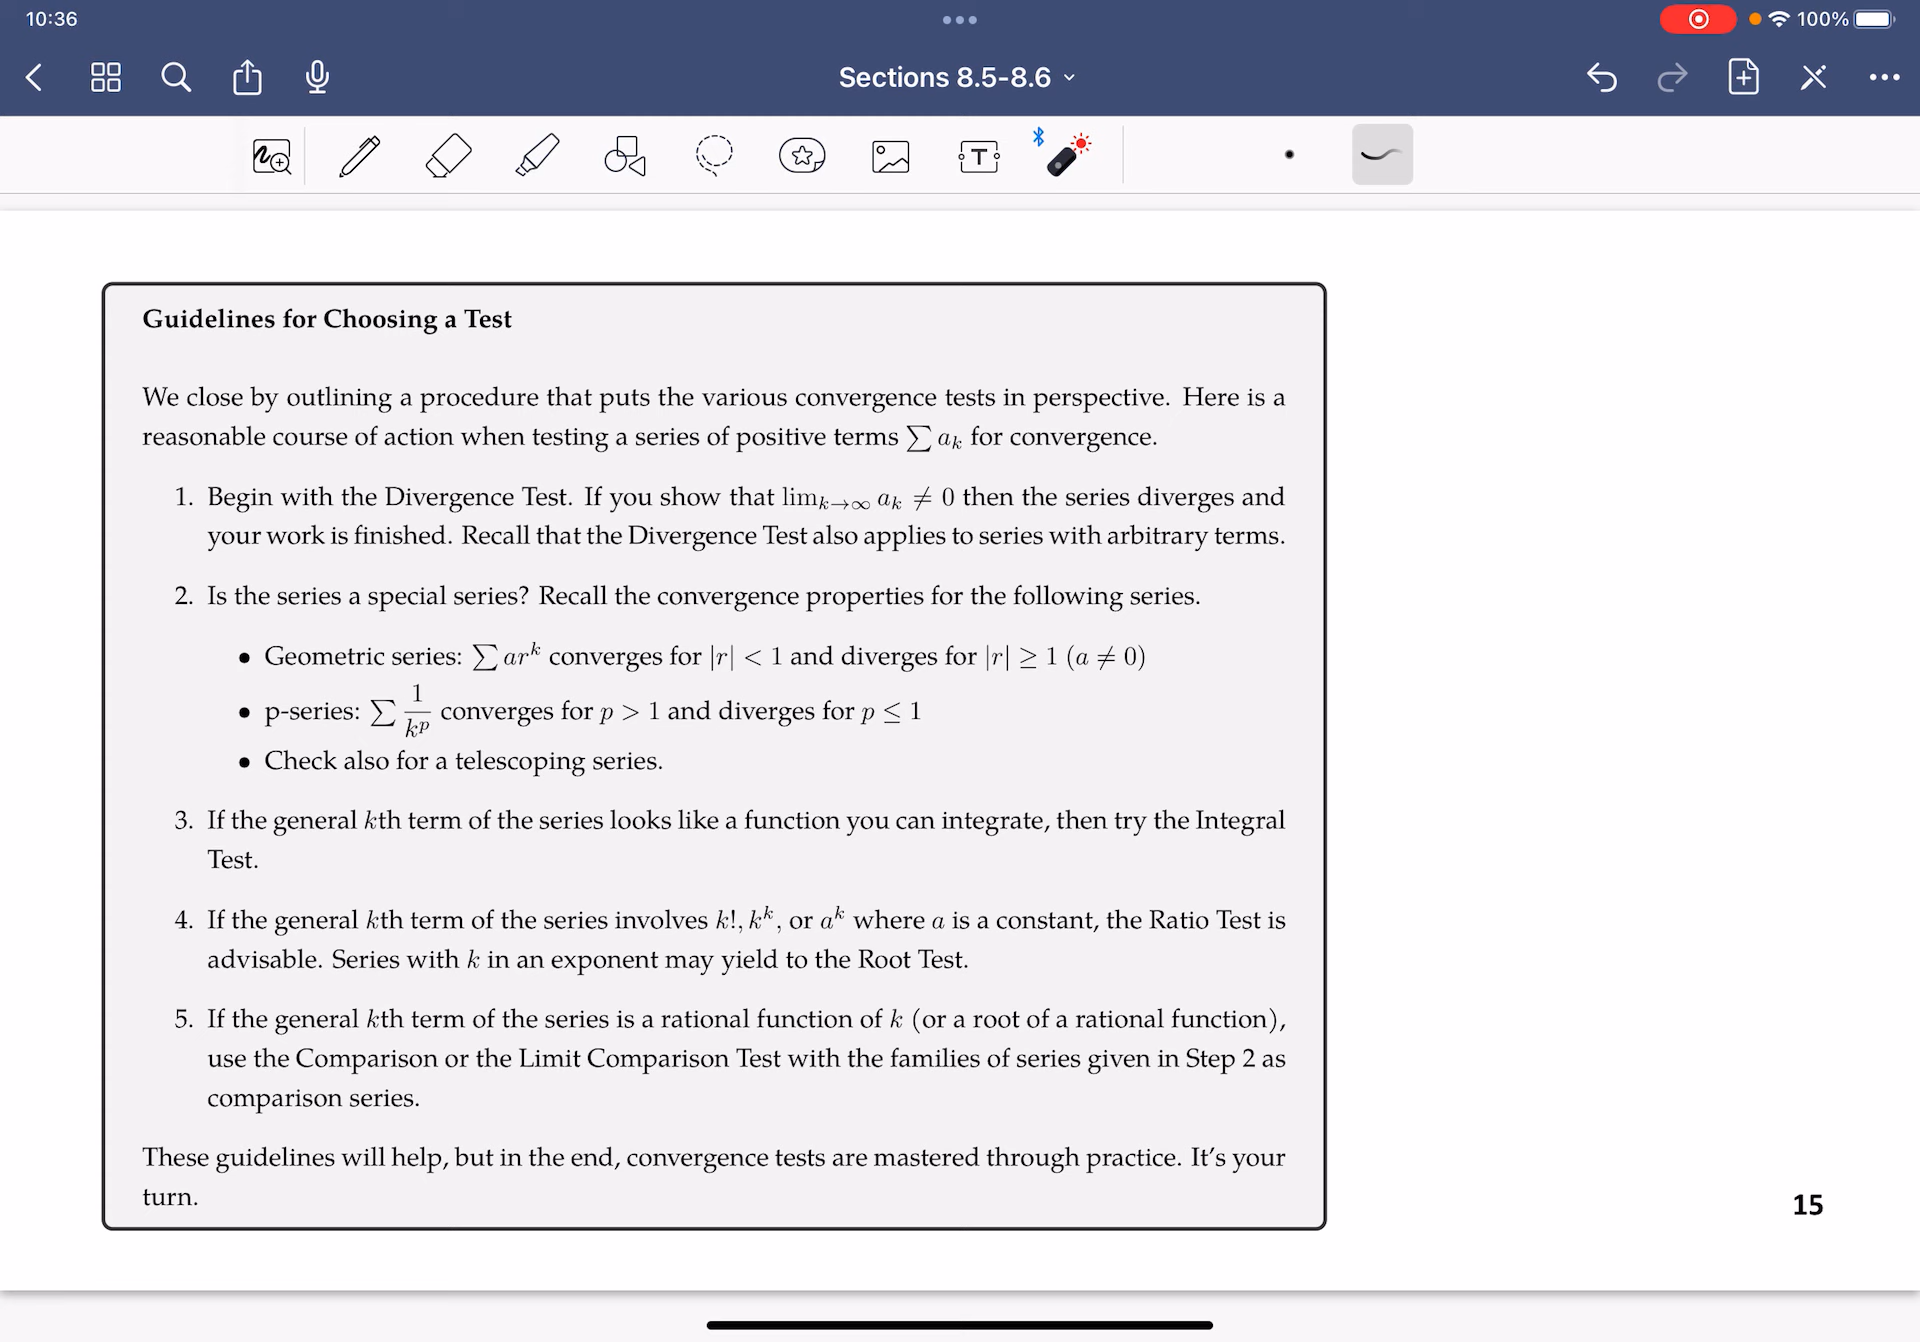 10:36
100%
Sections 8.5-8.6
T
Guidelines for Choosing a Test
We close by outlining a procedure that puts the various convergence tests in perspective. Here is a
reasonable course of action when testing a series of positive terms ∑ aₖ for convergence.
1. Begin with the Divergence Test. If you show that limₖ→∞ aₖ ≠ 0 then the series diverges and
your work is finished. Recall that the Divergence Test also applies to series with arbitrary terms.
2. Is the series a special series? Recall the convergence properties for the following series.
• Geometric series: ∑ arᵏ converges for |r| < 1 and diverges for |r| ≥ 1 (a ≠ 0)
• p-series: ∑ 1/kᵖ converges for p > 1 and diverges for p ≤ 1
• Check also for a telescoping series.
3. If the general kth term of the series looks like a function you can integrate, then try the Integral
Test.
4. If the general kth term of the series involves k!, kᵏ, or aᵏ where a is a constant, the Ratio Test is
advisable. Series with k in an exponent may yield to the Root Test.
5. If the general kth term of the series is a rational function of k (or a root of a rational function),
use the Comparison or the Limit Comparison Test with the families of series given in Step 2 as
comparison series.
These guidelines will help, but in the end, convergence tests are mastered through practice. It's your
turn.
15